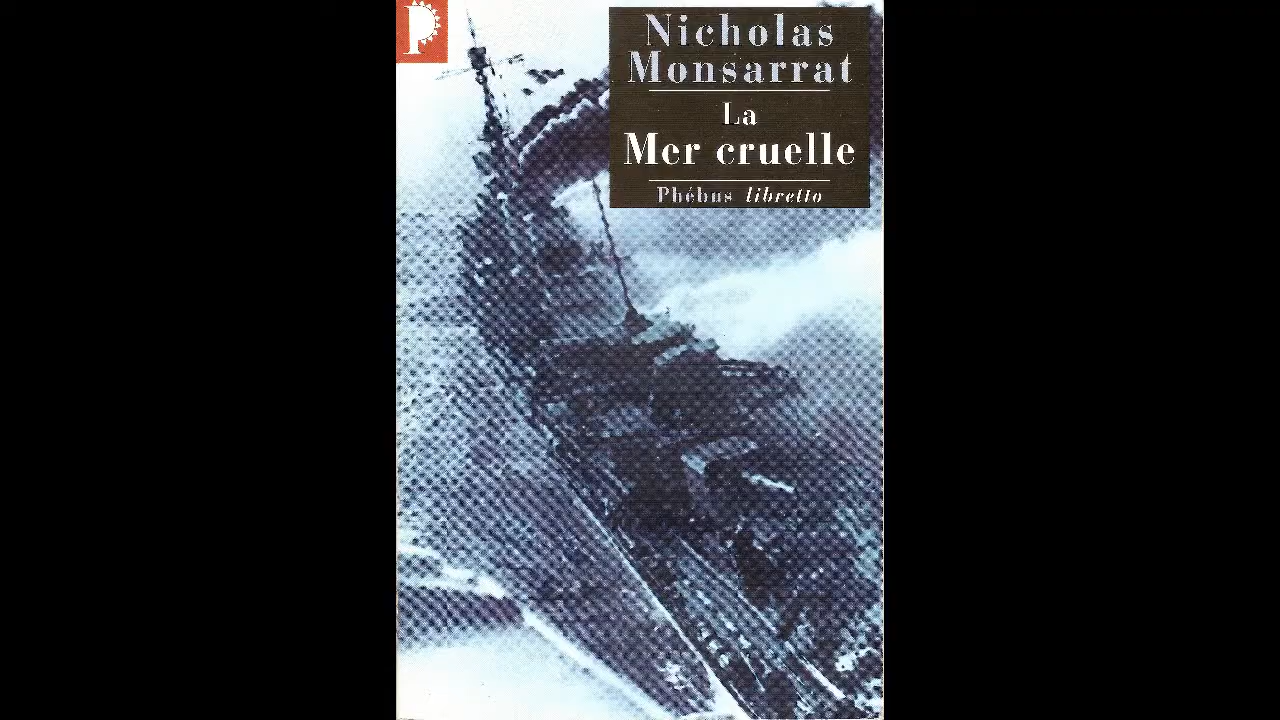 P
Nicholas
Monsarrat
La
Mer cruelle
Phébus libretto